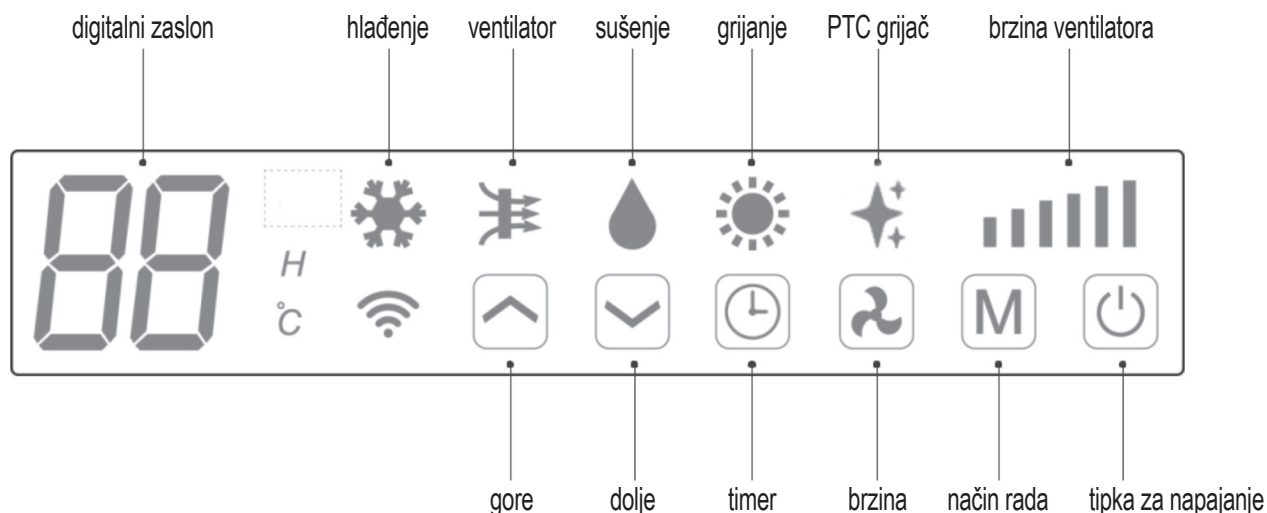 digitalni zaslon hlađenje ventilator sušenje grijanje PTC grijač brzina ventilatora
88
H
°C
M
gore dolje timer brzina način rada tipka za napajanje